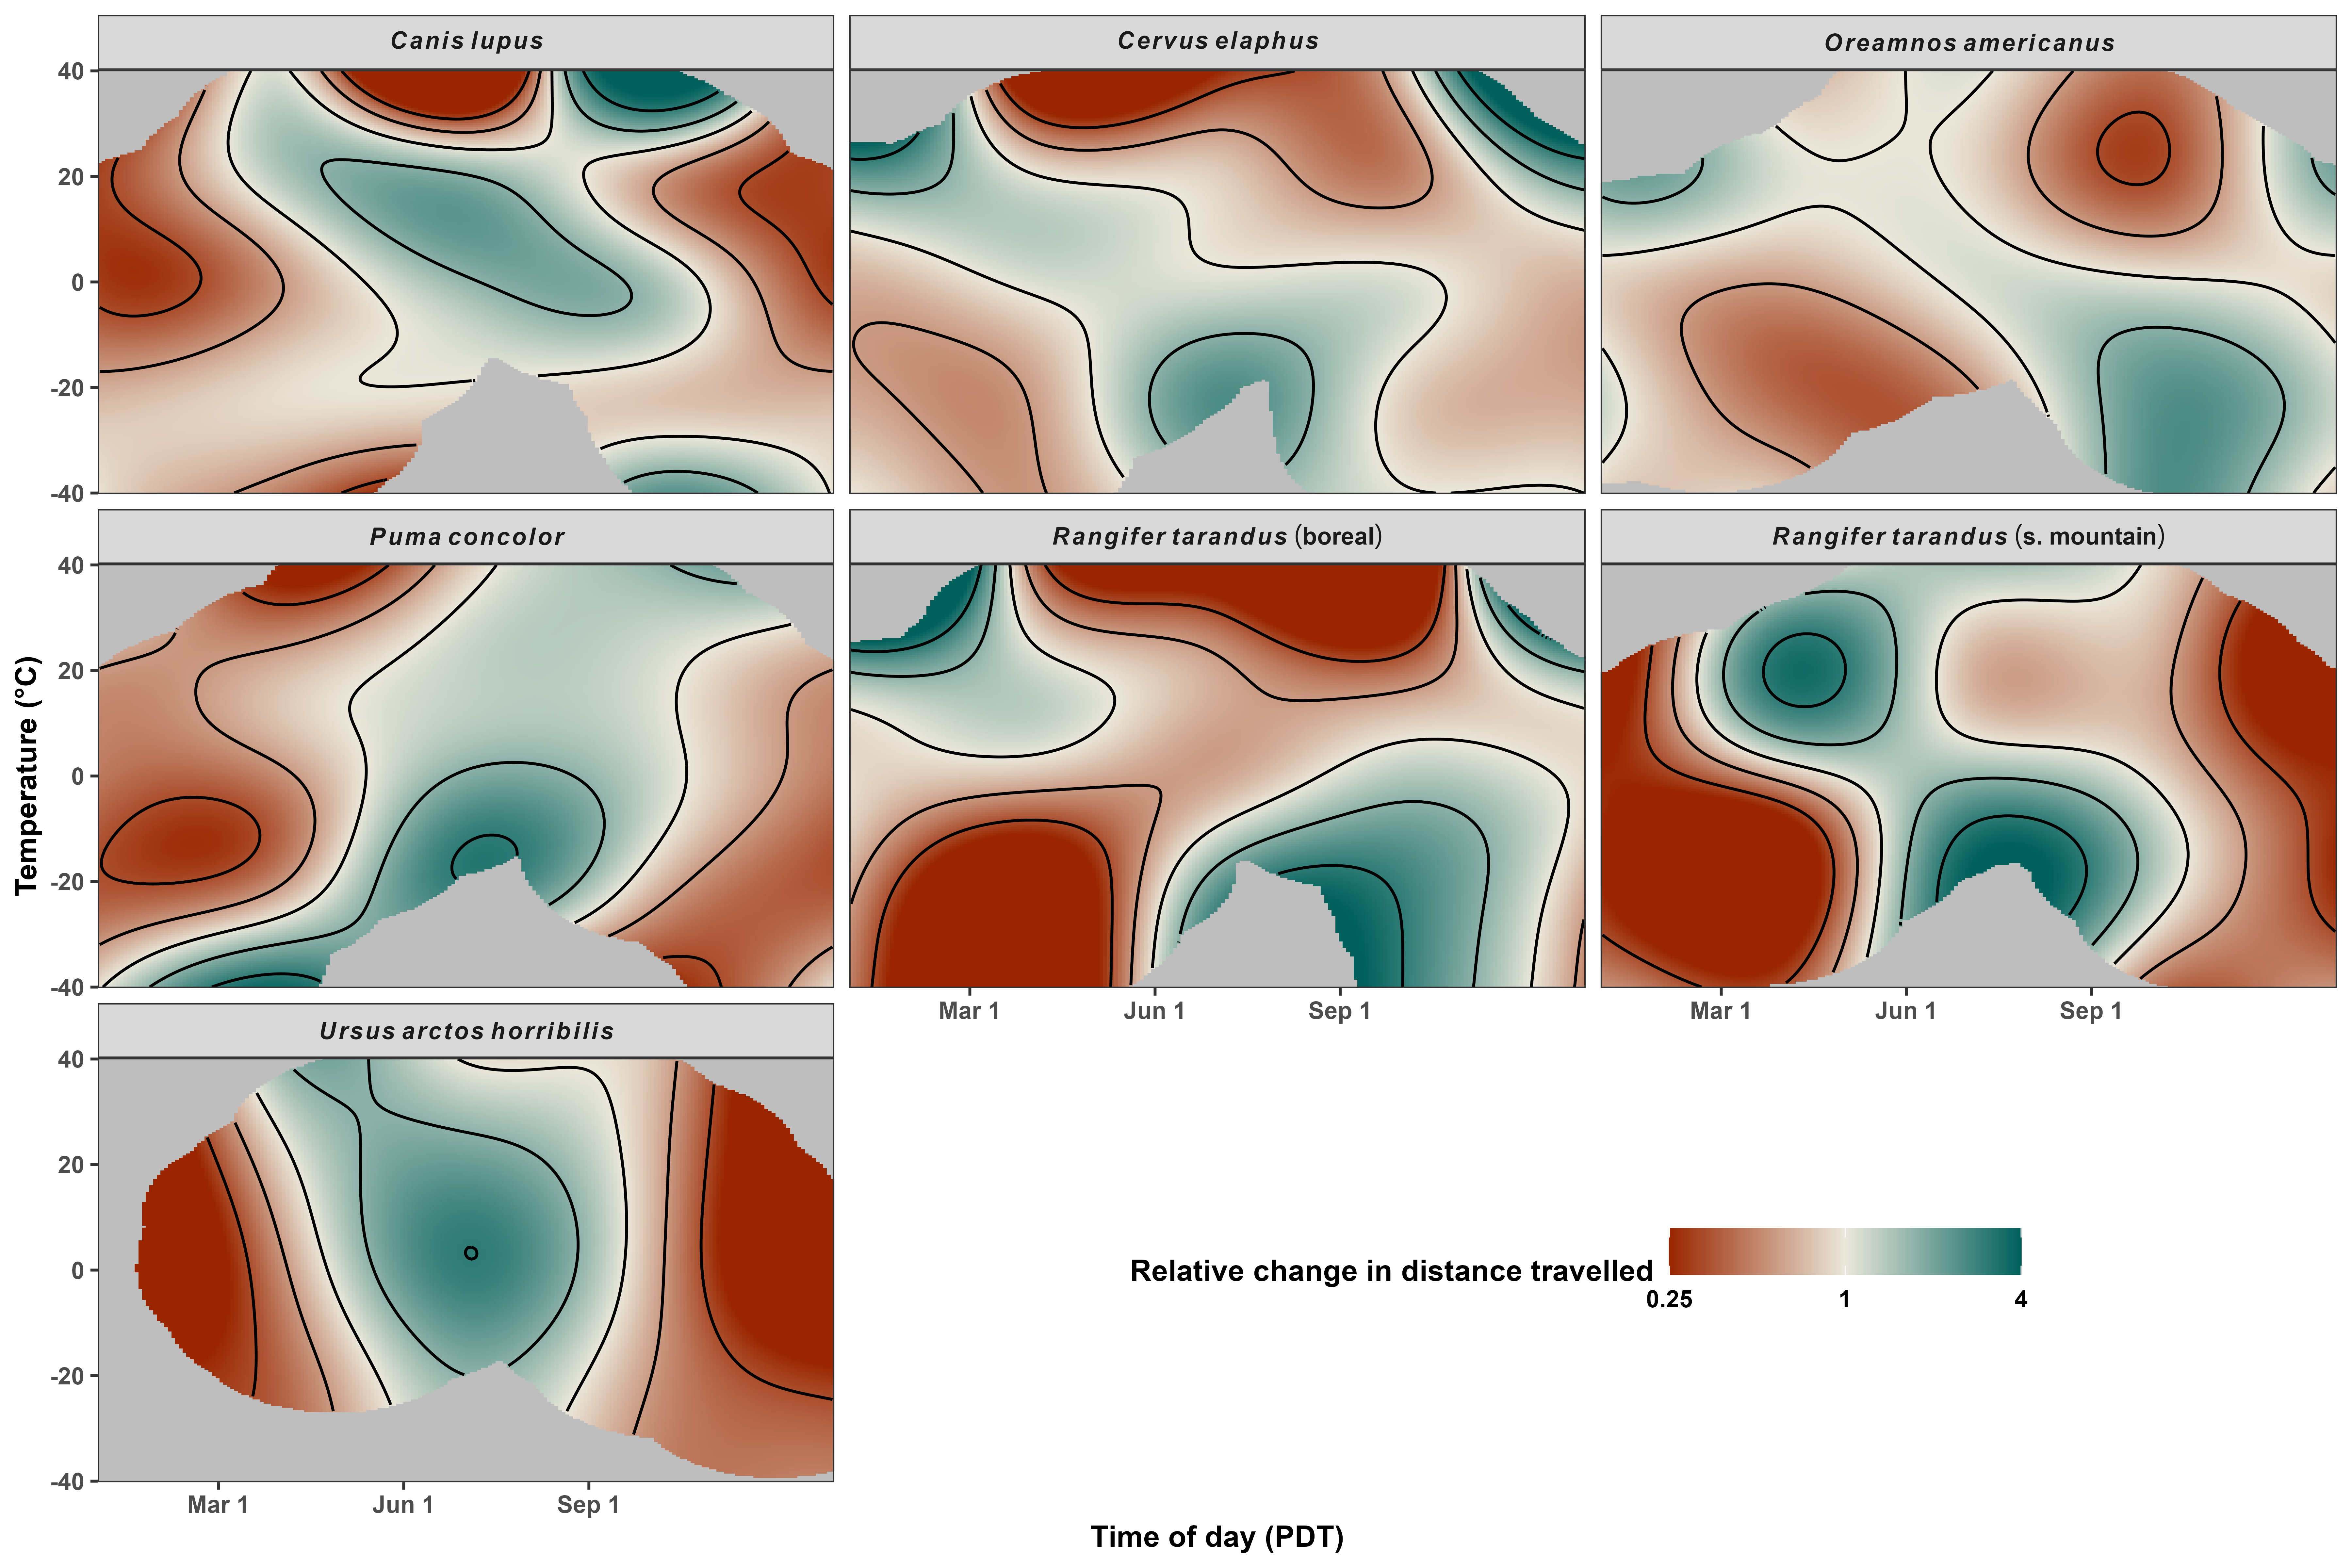 Canis lupus
Cervus elaphus
Oreamnos americanus
40
20
0
-20
-40
Puma concolor
Rangifer tarandus (boreal)
Rangifer tarandus (s. mountain)
40
20
0
-20
-40
Mar 1 Jun 1 Sep 1
Mar 1 Jun 1 Sep 1
Temperature (°C)
Ursus arctos horribilis
40
20
0
-20
-40
Mar 1 Jun 1 Sep 1
Relative change in distance travelled
0.25 1 4
Time of day (PDT)